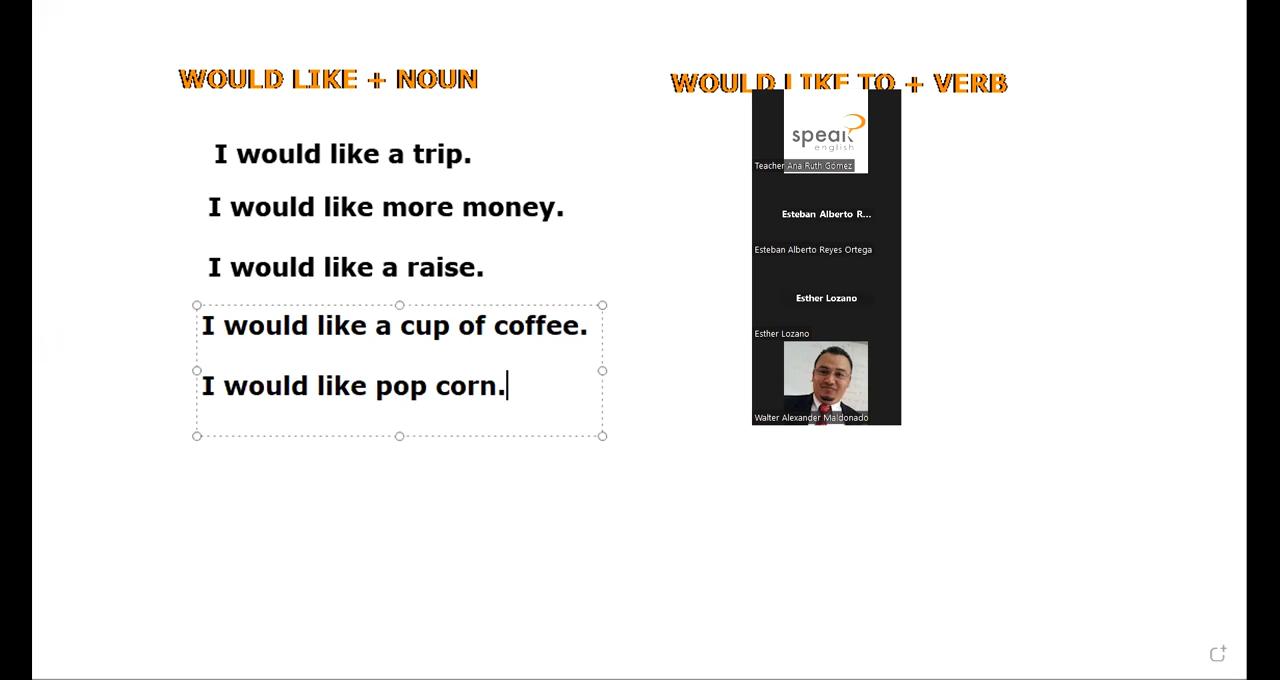 WOULD LIKE + NOUN
I would like a trip.
I would like more money.
I would like a raise.
I would like a cup of coffee.
I would like pop corn.
WOULD LIKE TO + VERB
speak
english
Teacher Ana Ruth Gómez
Esteban Alberto R...
Esteban Alberto Reyes Ortega
Esther Lozano
Esther Lozano
Walter Alexander Maldonado